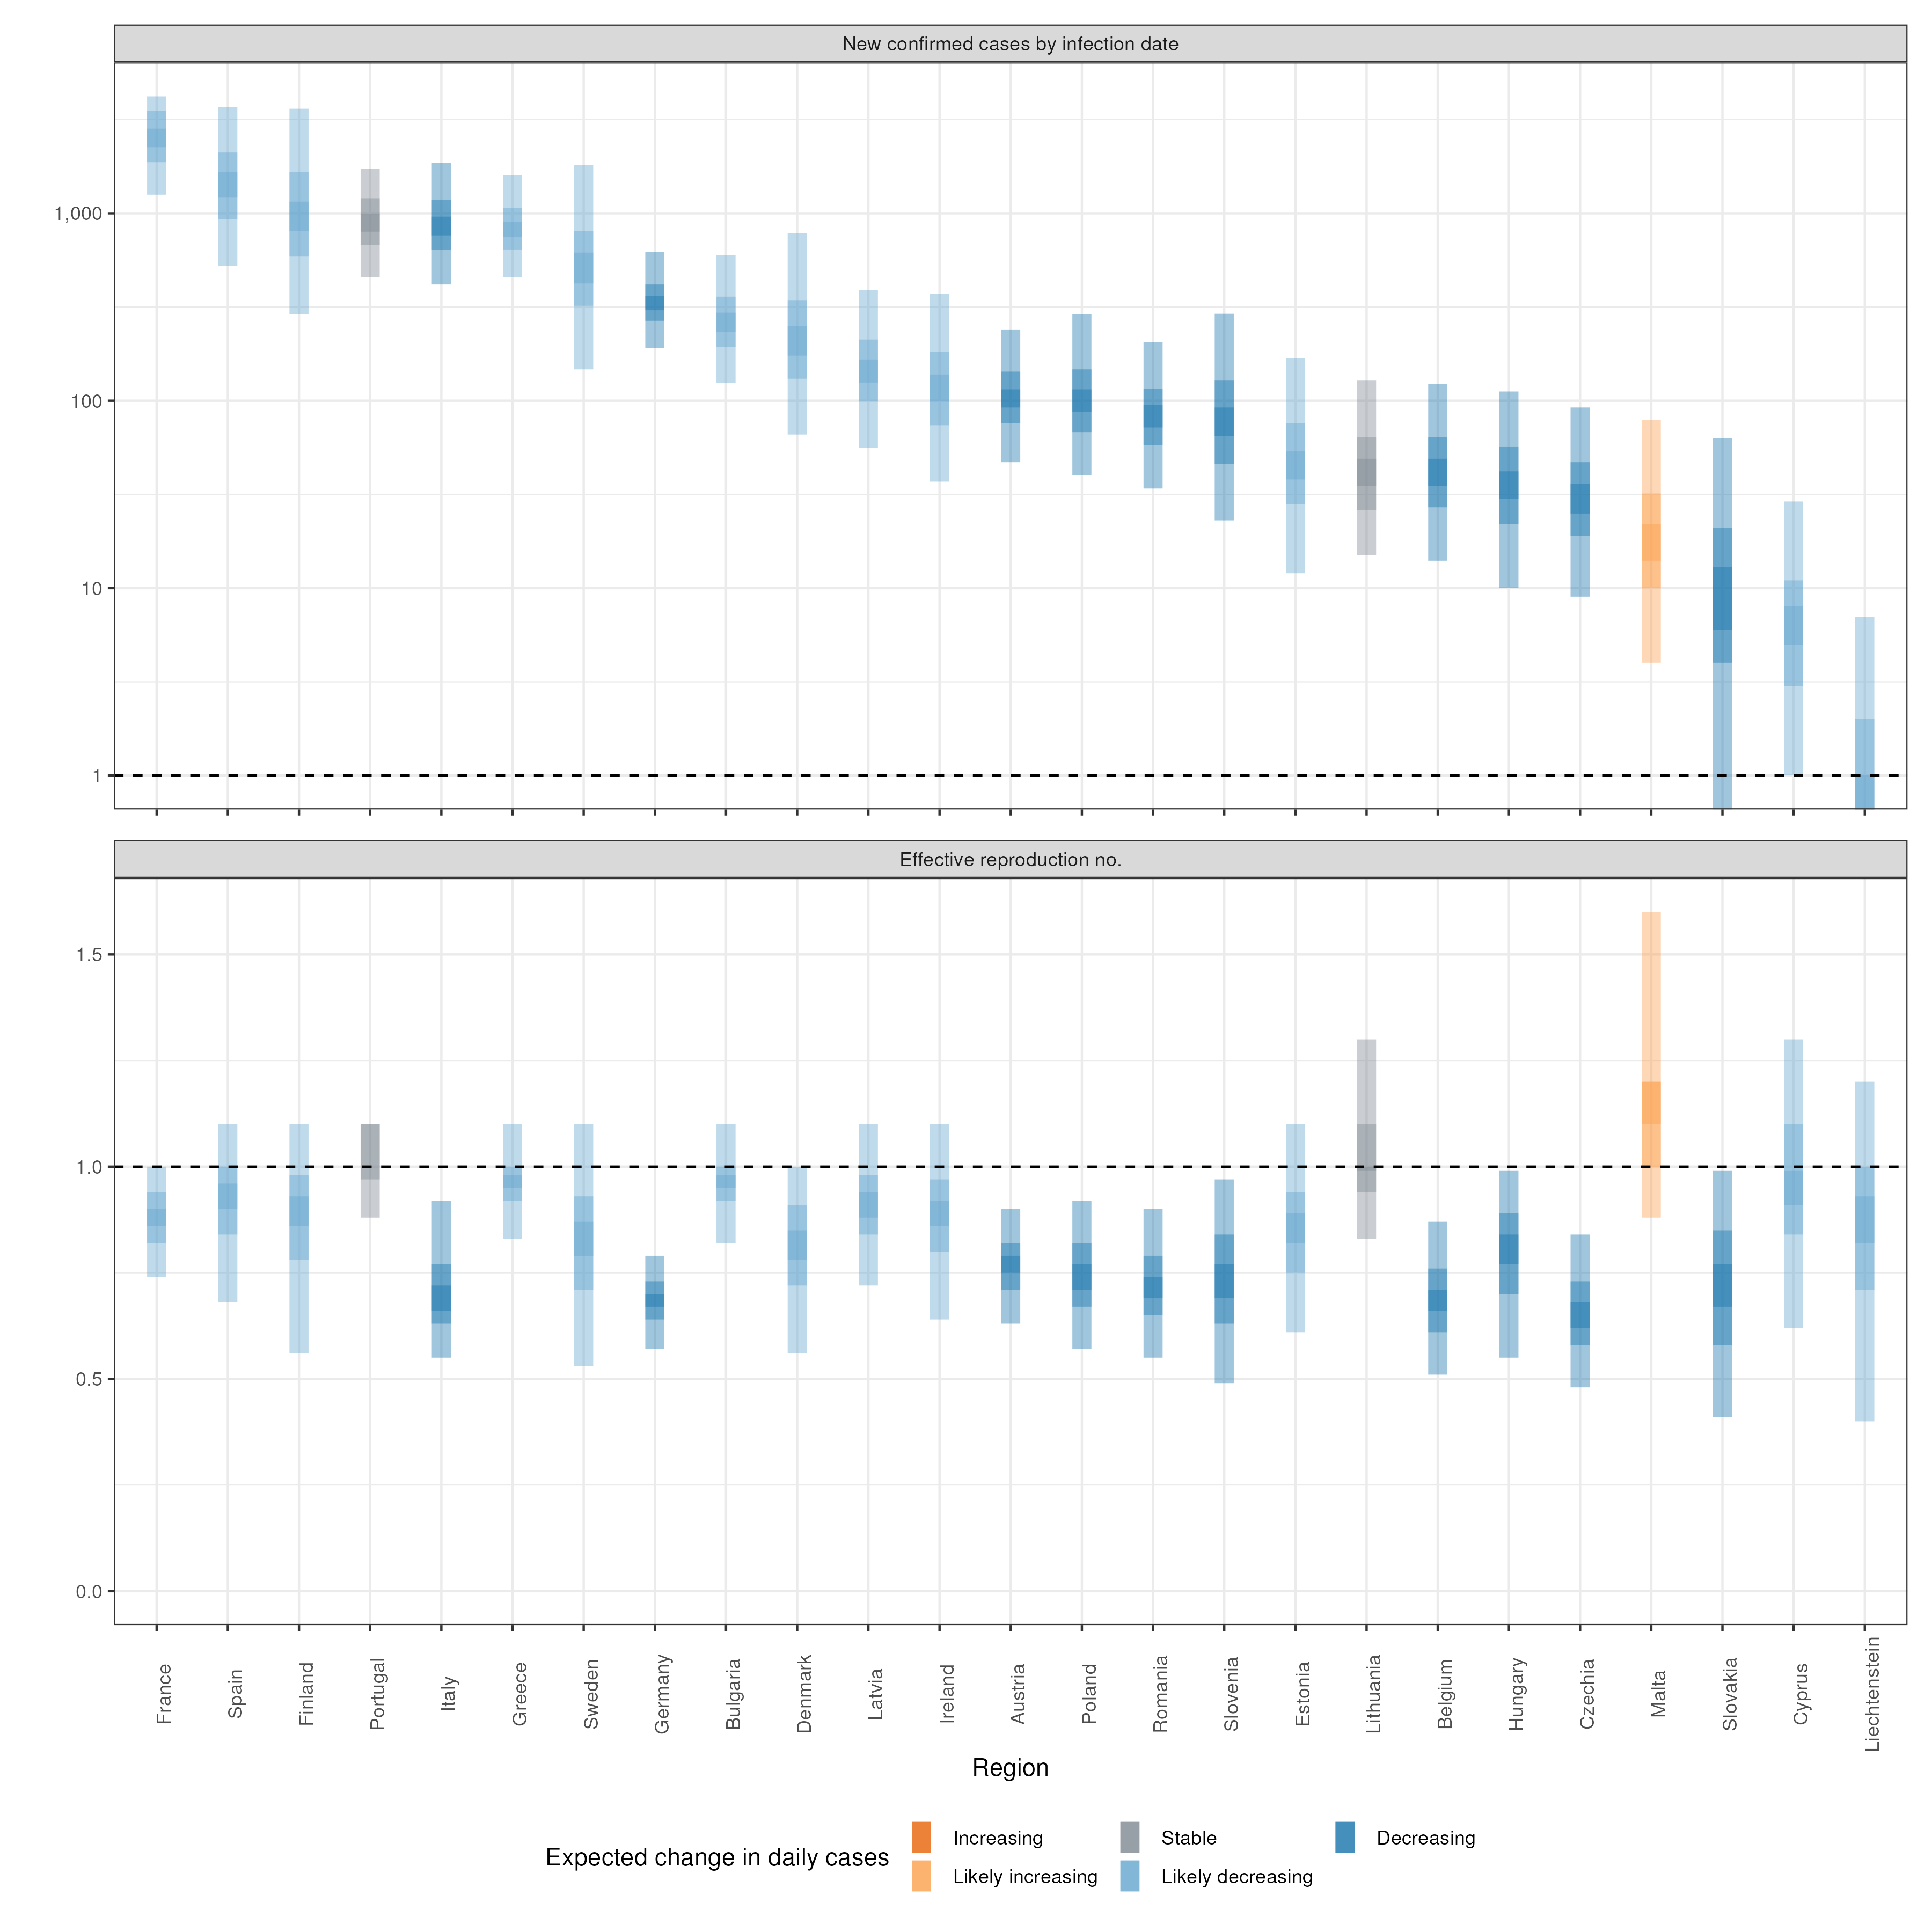 New confirmed cases by infection date
1,000
100
10
1
Effective reproduction no.
1.5
1.0
0.5
0.0
France
Spain
Finland
Portugal
Italy
Greece
Sweden
Germany
Bulgaria
Denmark
Latvia
Ireland
Austria
Poland
Romania
Slovenia
Estonia
Lithuania
Belgium
Hungary
Czechia
Malta
Slovakia
Cyprus
Liechtenstein
Region
Expected change in daily cases
Increasing
Stable
Decreasing
Likely increasing
Likely decreasing